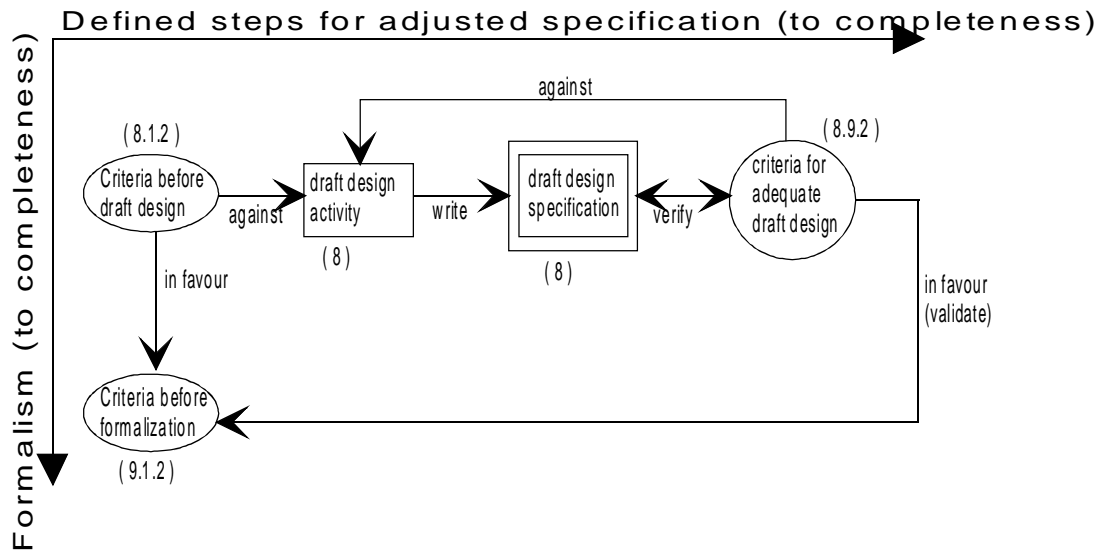 Defined steps for adjusted specification (to completeness)
Formalism (to completeness)
against
( 8.1.2 )
( 8.9.2 )
Criteria before
draft design
against
draft design
activity
( 8 )
write
draft design
specification
( 8 )
verify
criteria for
adequate
draft design
in favour
in favour
(validate)
Criteria before
formalization
( 9.1.2 )